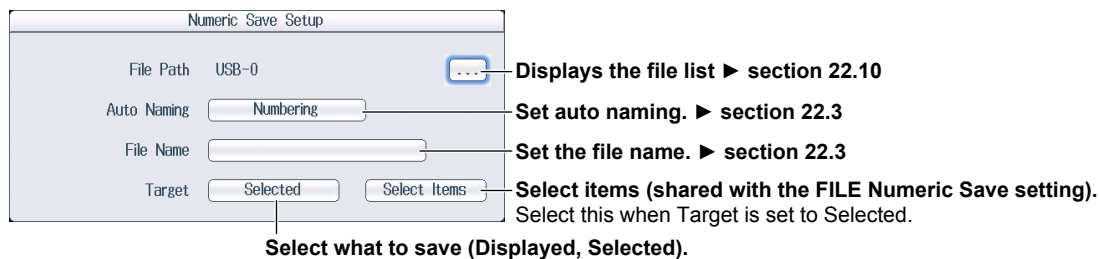 Numeric Save Setup
File Path USB-0 ... Displays the file list ► section 22.10
Auto Naming Numbering Set auto naming. ► section 22.3
File Name Set the file name. ► section 22.3
Target Selected Select Items Select items (shared with the FILE Numeric Save setting).
Select this when Target is set to Selected.
Select what to save (Displayed, Selected).